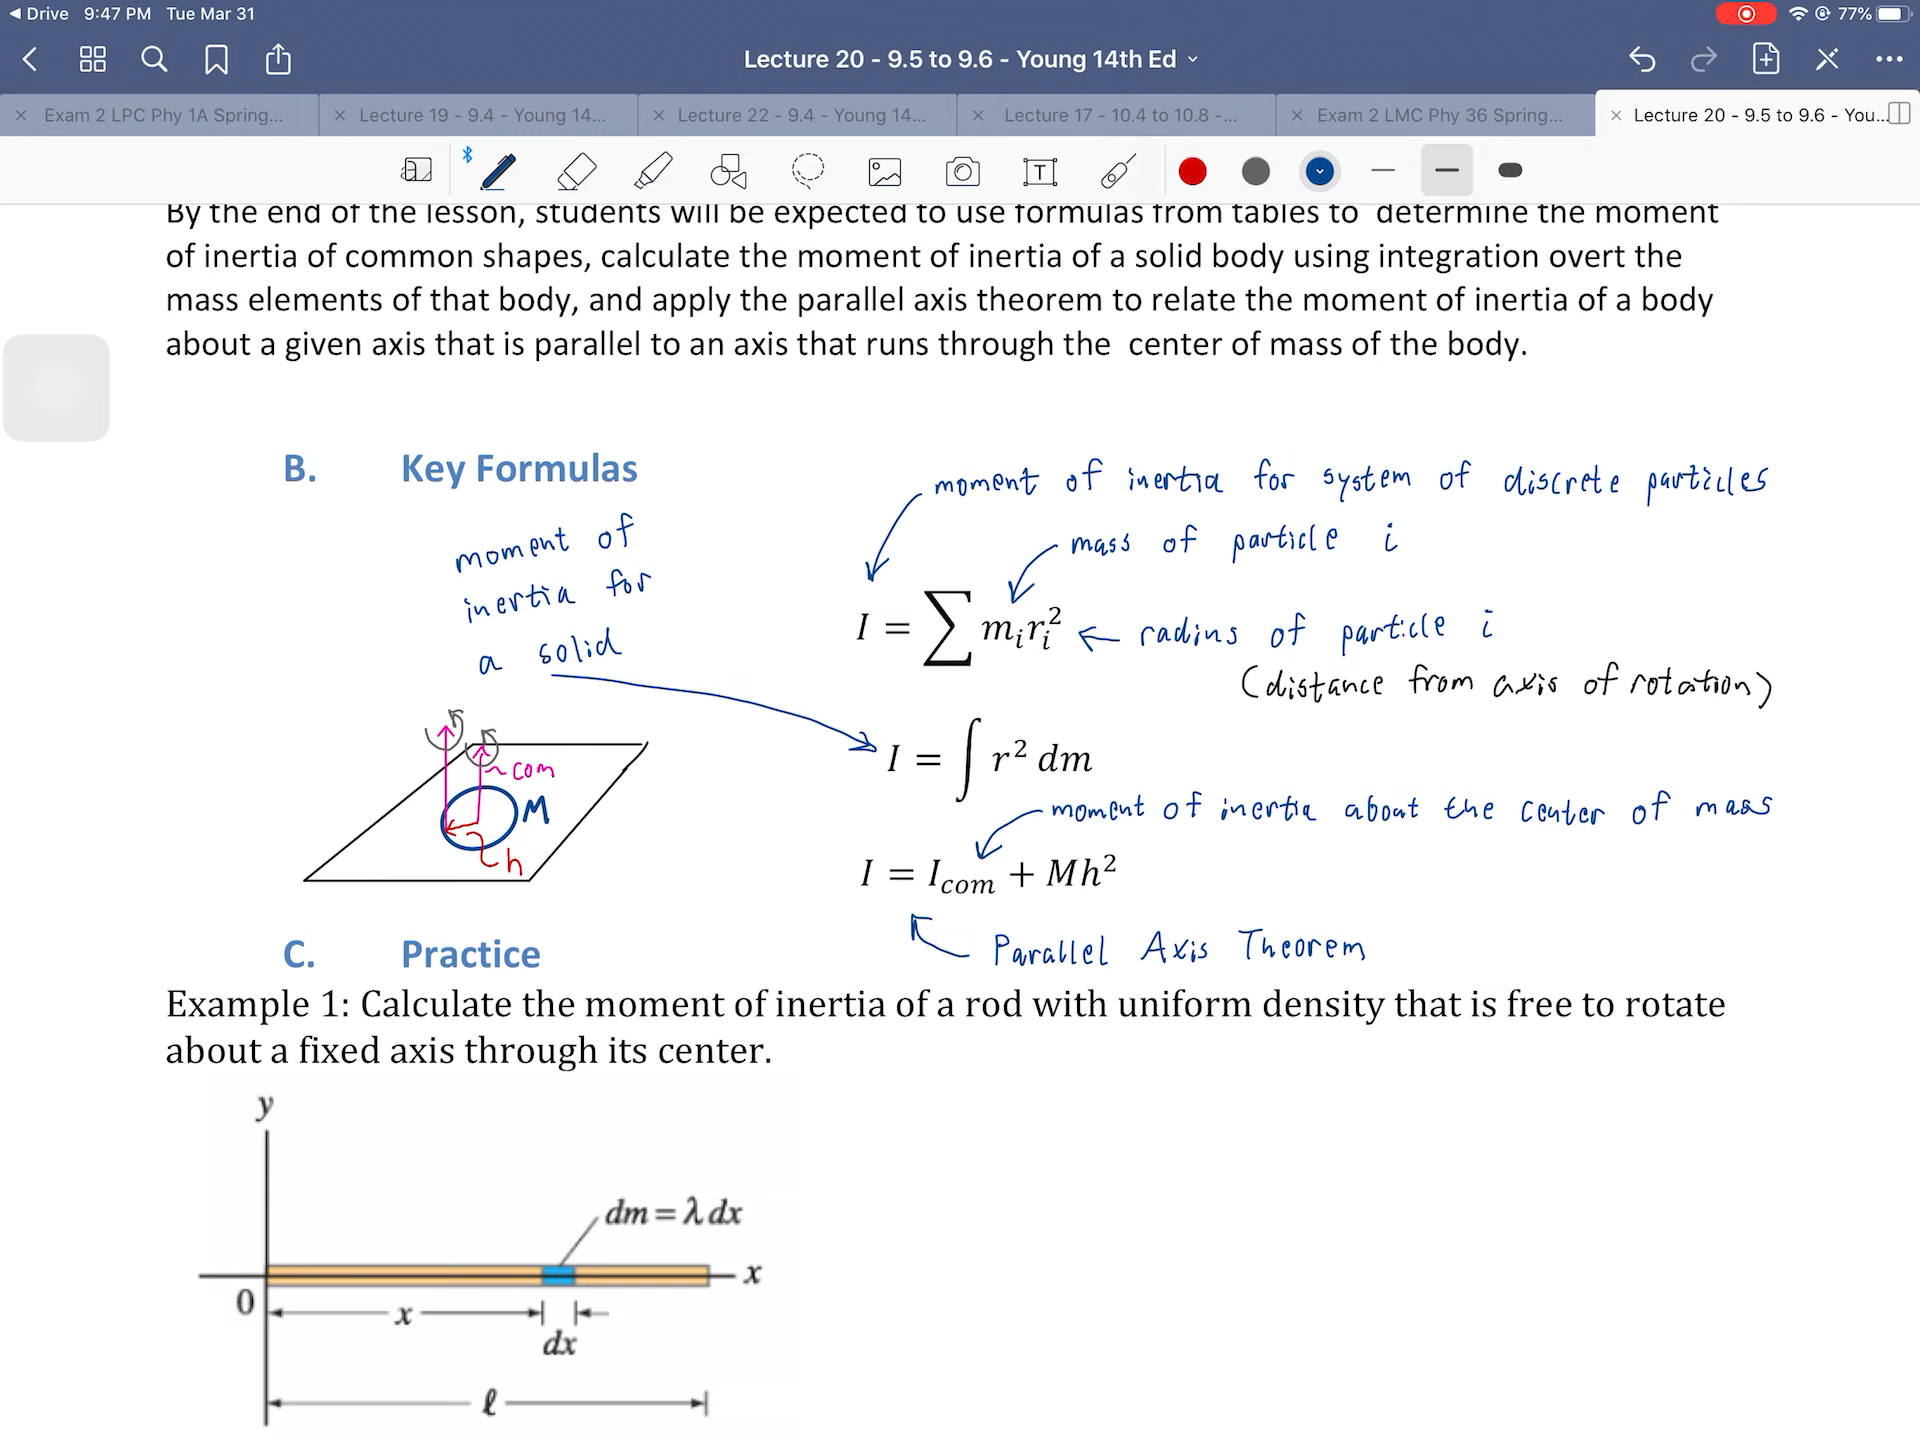 Drive 9:47 PM Tue Mar 31
77%
Lecture 20 - 9.5 to 9.6 - Young 14th Ed
Exam 2 LPC Phy 1A Spring...
Lecture 19 - 9.4 - Young 14...
Lecture 22 - 9.4 - Young 14...
Lecture 17 - 10.4 to 10.8 -...
Exam 2 LMC Phy 36 Spring...
Lecture 20 - 9.5 to 9.6 - You...
By the end of the lesson, students will be expected to use formulas from tables to determine the moment
of inertia of common shapes, calculate the moment of inertia of a solid body using integration overt the
mass elements of that body, and apply the parallel axis theorem to relate the moment of inertia of a body
about a given axis that is parallel to an axis that runs through the center of mass of the body.
B. Key Formulas
moment of inertia for system of discrete particles
mass of particle i
I = ∑ mᵢrᵢ²
radius of particle i
(distance from axis of rotation)
moment of
inertia for
a solid
I = ∫ r² dm
moment of inertia about the center of mass
I = I_com + Mh²
Parallel Axis Theorem
com
M
h
C. Practice
Example 1: Calculate the moment of inertia of a rod with uniform density that is free to rotate
about a fixed axis through its center.
y
dm = λ dx
x
0
x
dx
ℓ